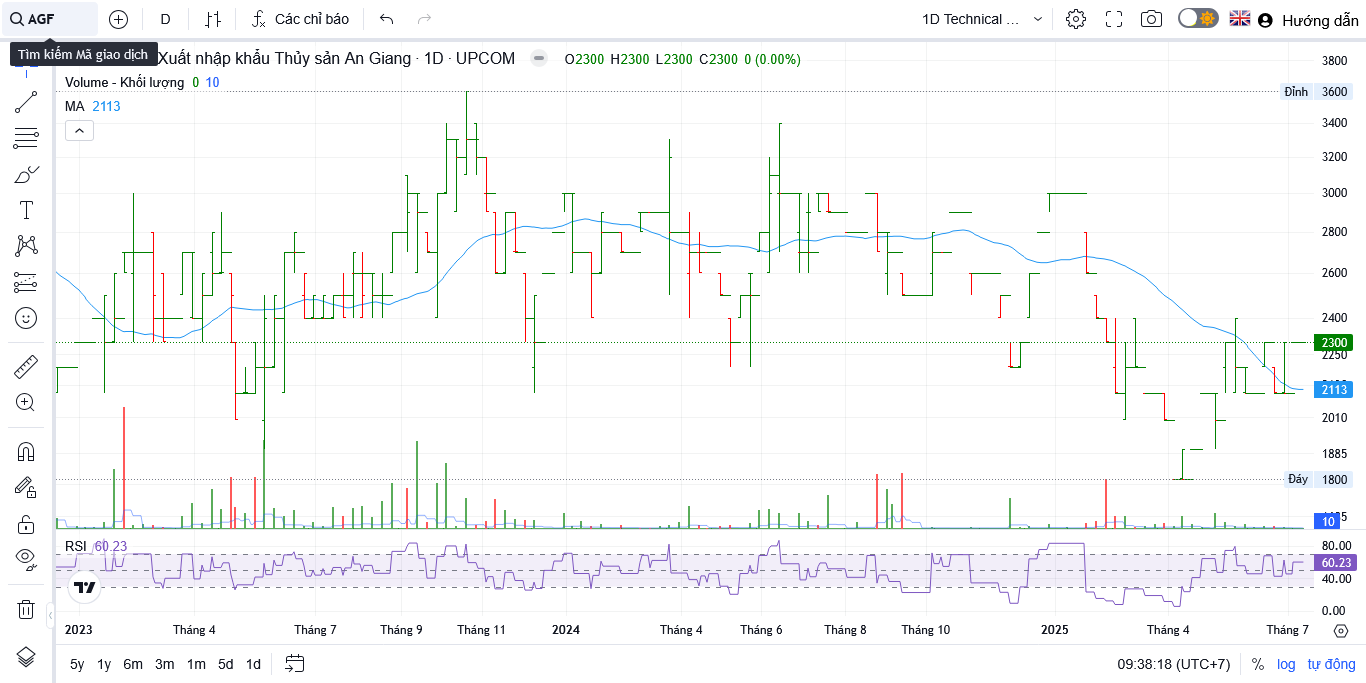 AGF
D
Các chỉ báo
1D Technical ...
Hướng dẫn
Tìm kiếm Mã giao dịch
Xuất nhập khẩu Thủy sản An Giang · 1D · UPCOM
O2300 H2300 L2300 C2300 0 (0.00%)
Volume - Khối lượng 0 10
MA 2113
3800
Đỉnh 3600
3400
3200
3000
2800
2600
2400
2300
2250
2113
2010
1885
Đáy 1800
10
RSI 60.23
80.00
60.23
40.00
0.00
2023 Tháng 4 Tháng 7 Tháng 9 Tháng 11 2024 Tháng 4 Tháng 6 Tháng 8 Tháng 10 2025 Tháng 4 Tháng 7
5y 1y 6m 3m 1m 5d 1d
09:38:18 (UTC+7) % log tự động